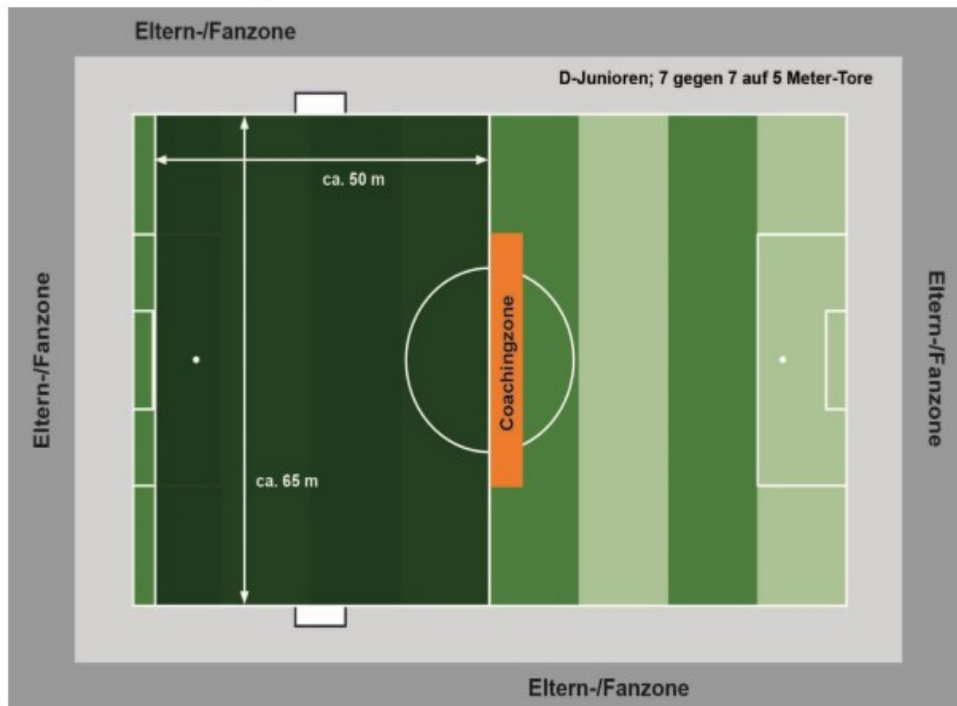 Eltern-/Fanzone
D-Junioren; 7 gegen 7 auf 5 Meter-Tore
ca. 50 m
Eltern-/Fanzone
Coachingzone
Eltern-/Fanzone
ca. 65 m
Eltern-/Fanzone